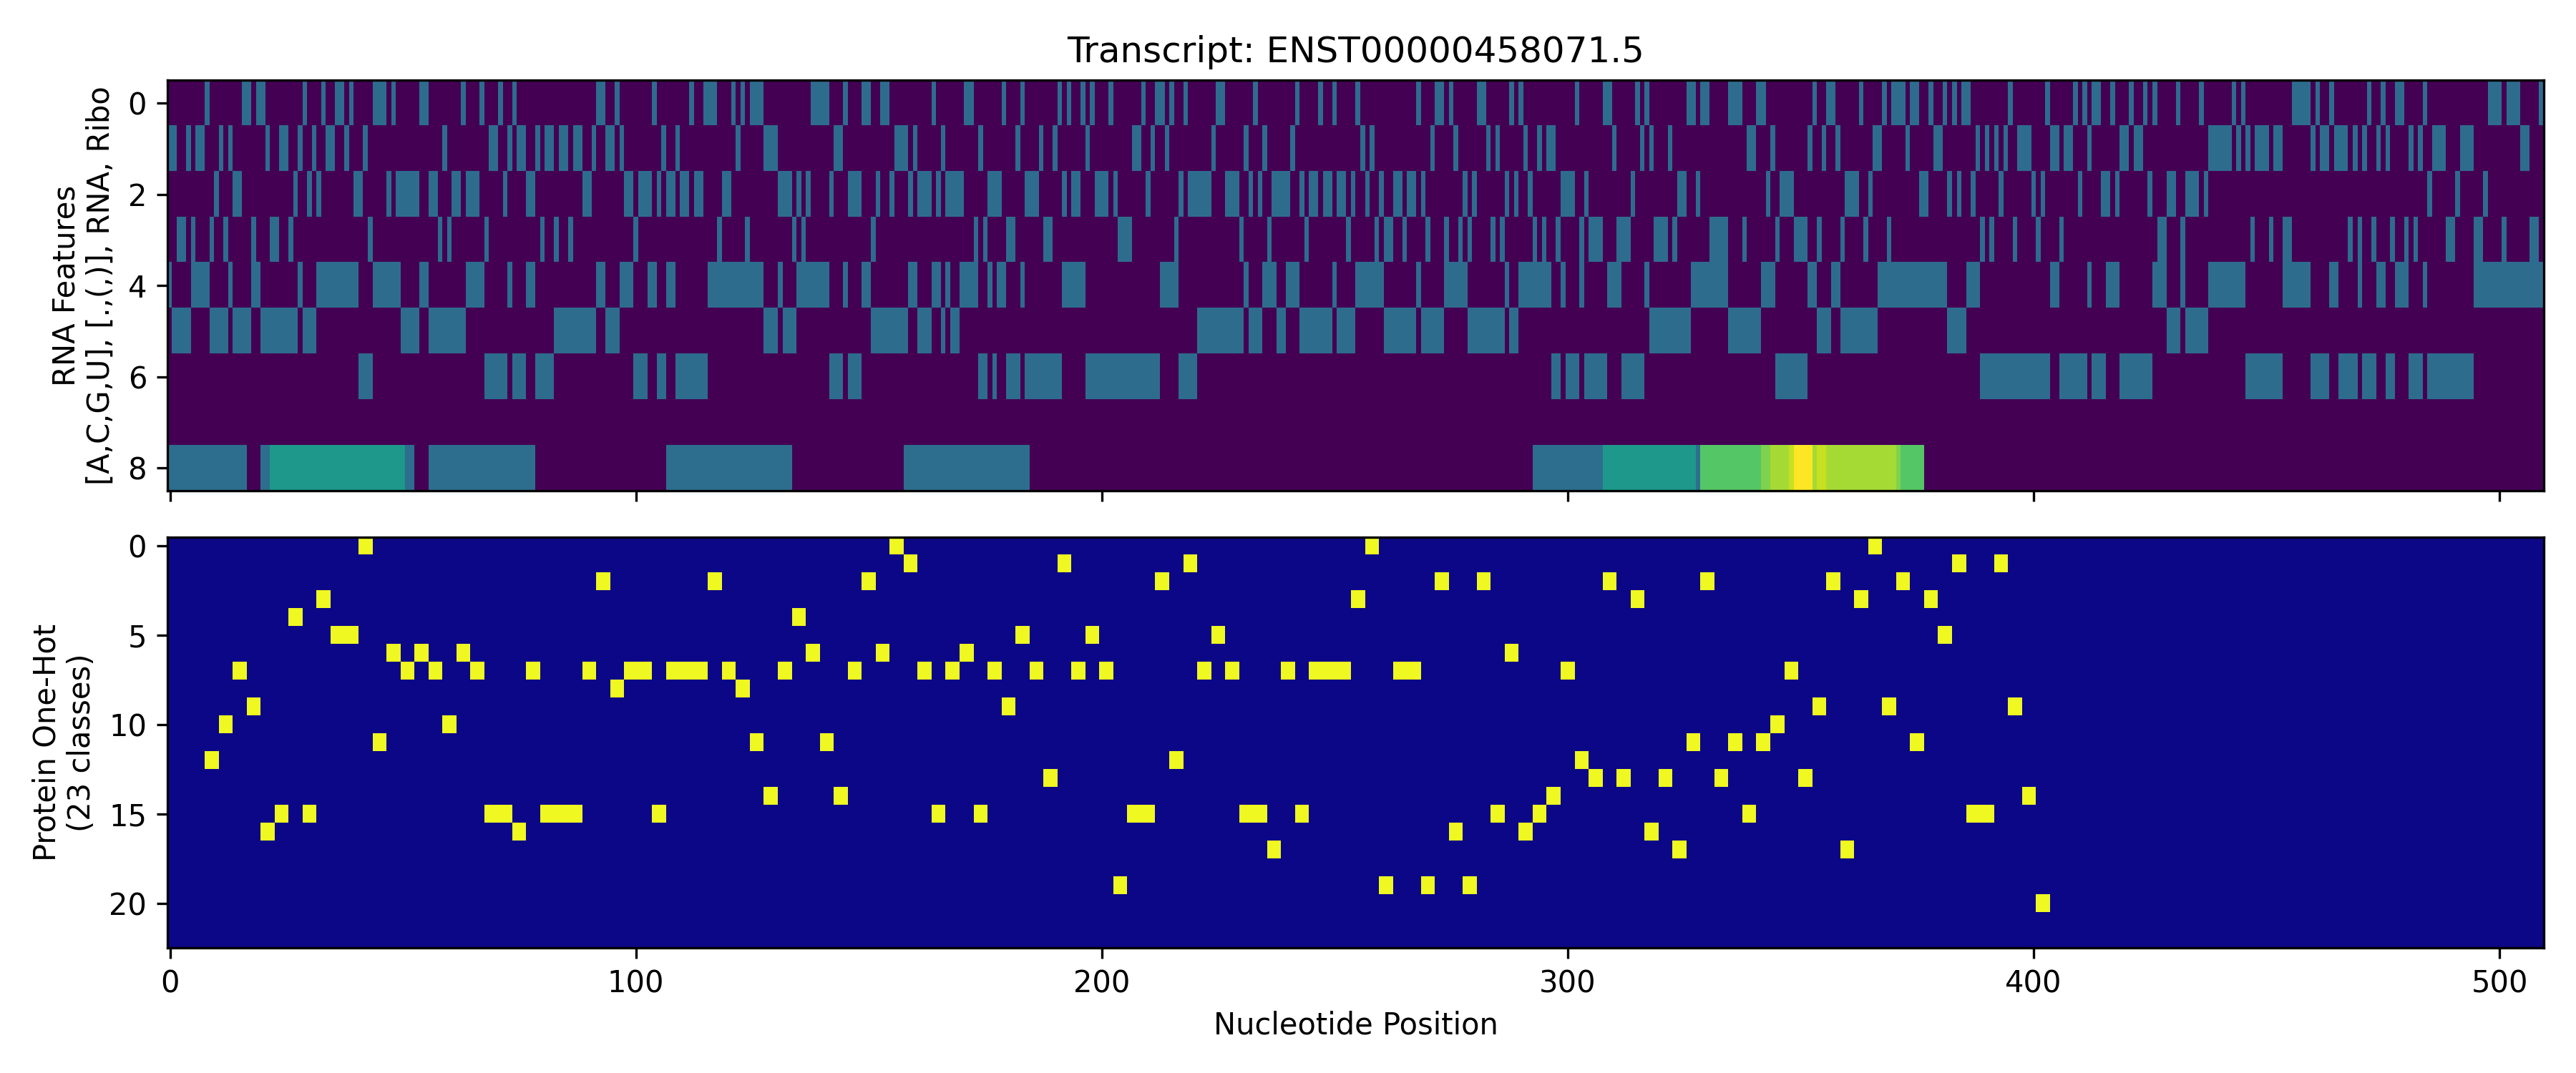 Transcript: ENST00000458071.5
RNA Features
[A,C,G,U], [.,(,)], RNA, Ribo
0
2
4
6
8
Protein One-Hot
(23 classes)
0
5
10
15
20
0 100 200 300 400 500
Nucleotide Position